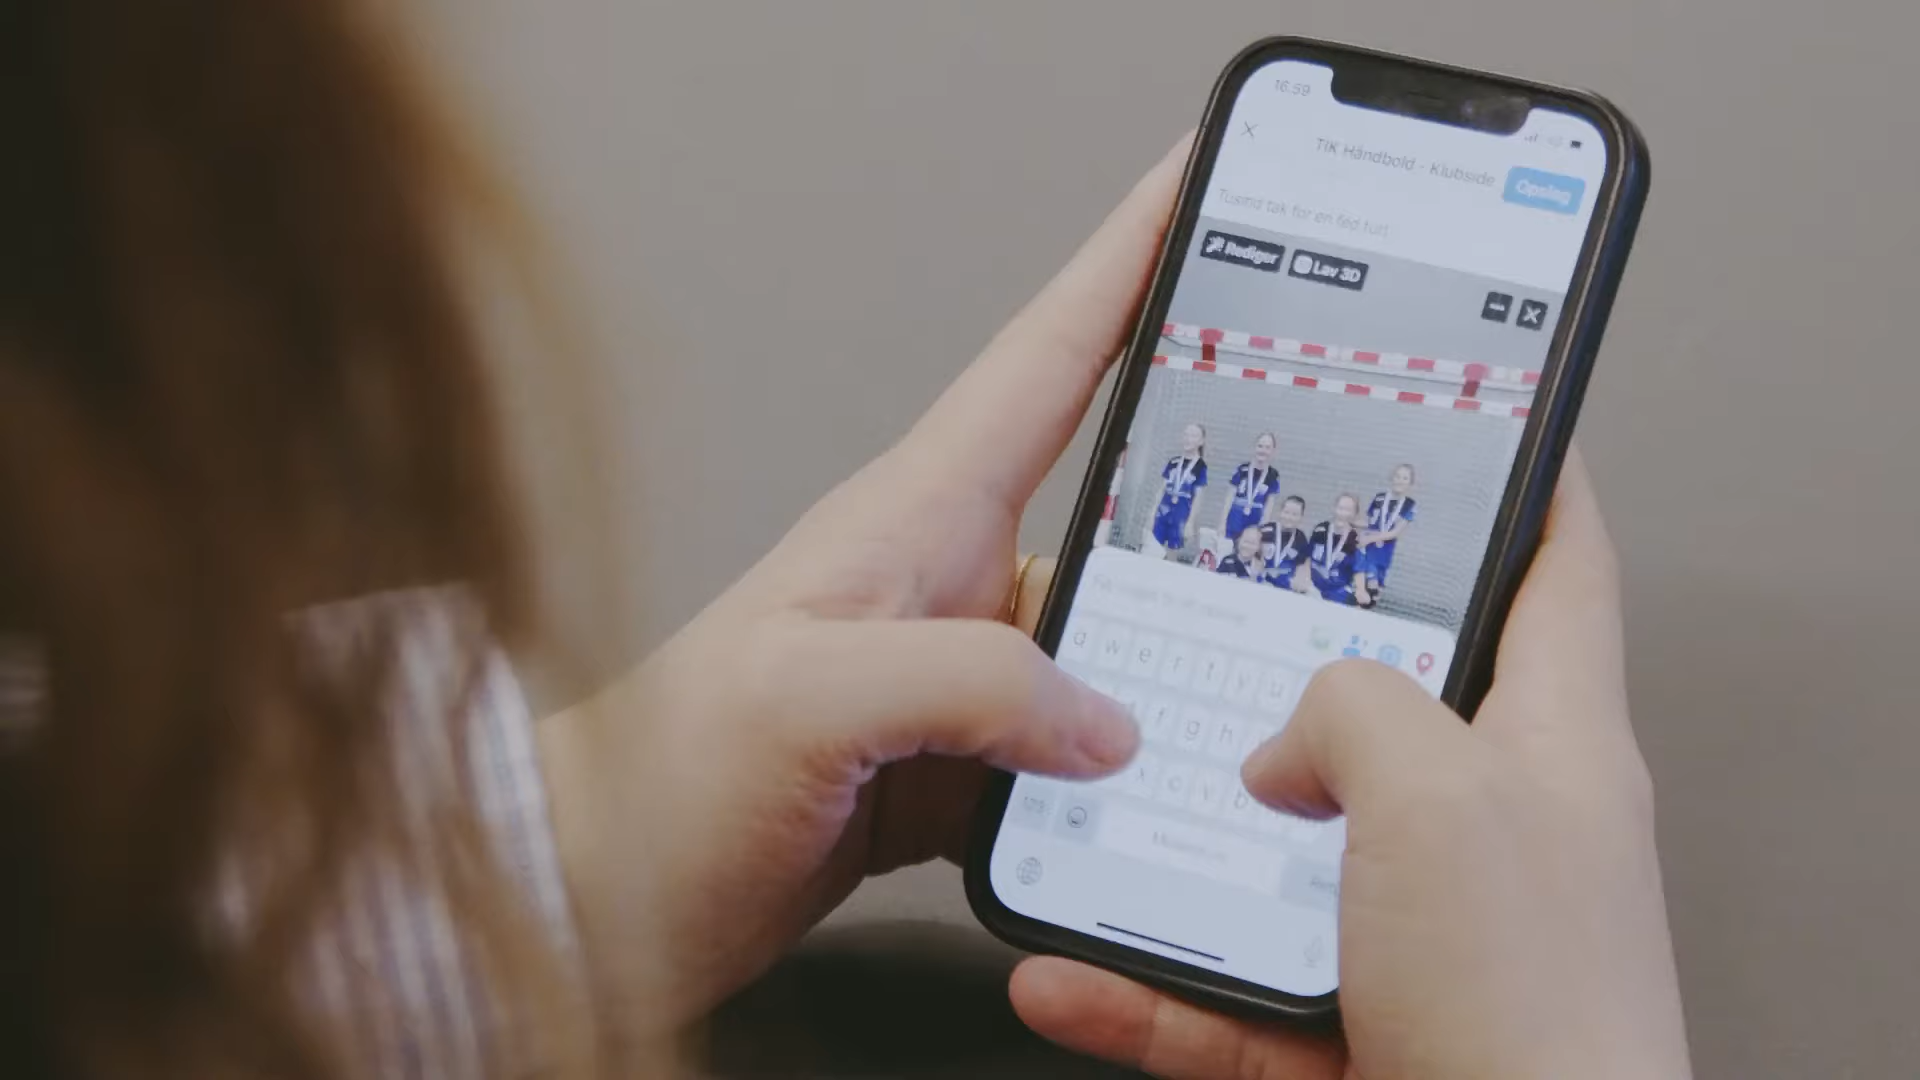 16.59
TIK Håndbold - Klubside
Opslag
Tusind tak for en fed tur!
Rediger
Lav 3D
q w e r t y u
f g h
x c v b
123